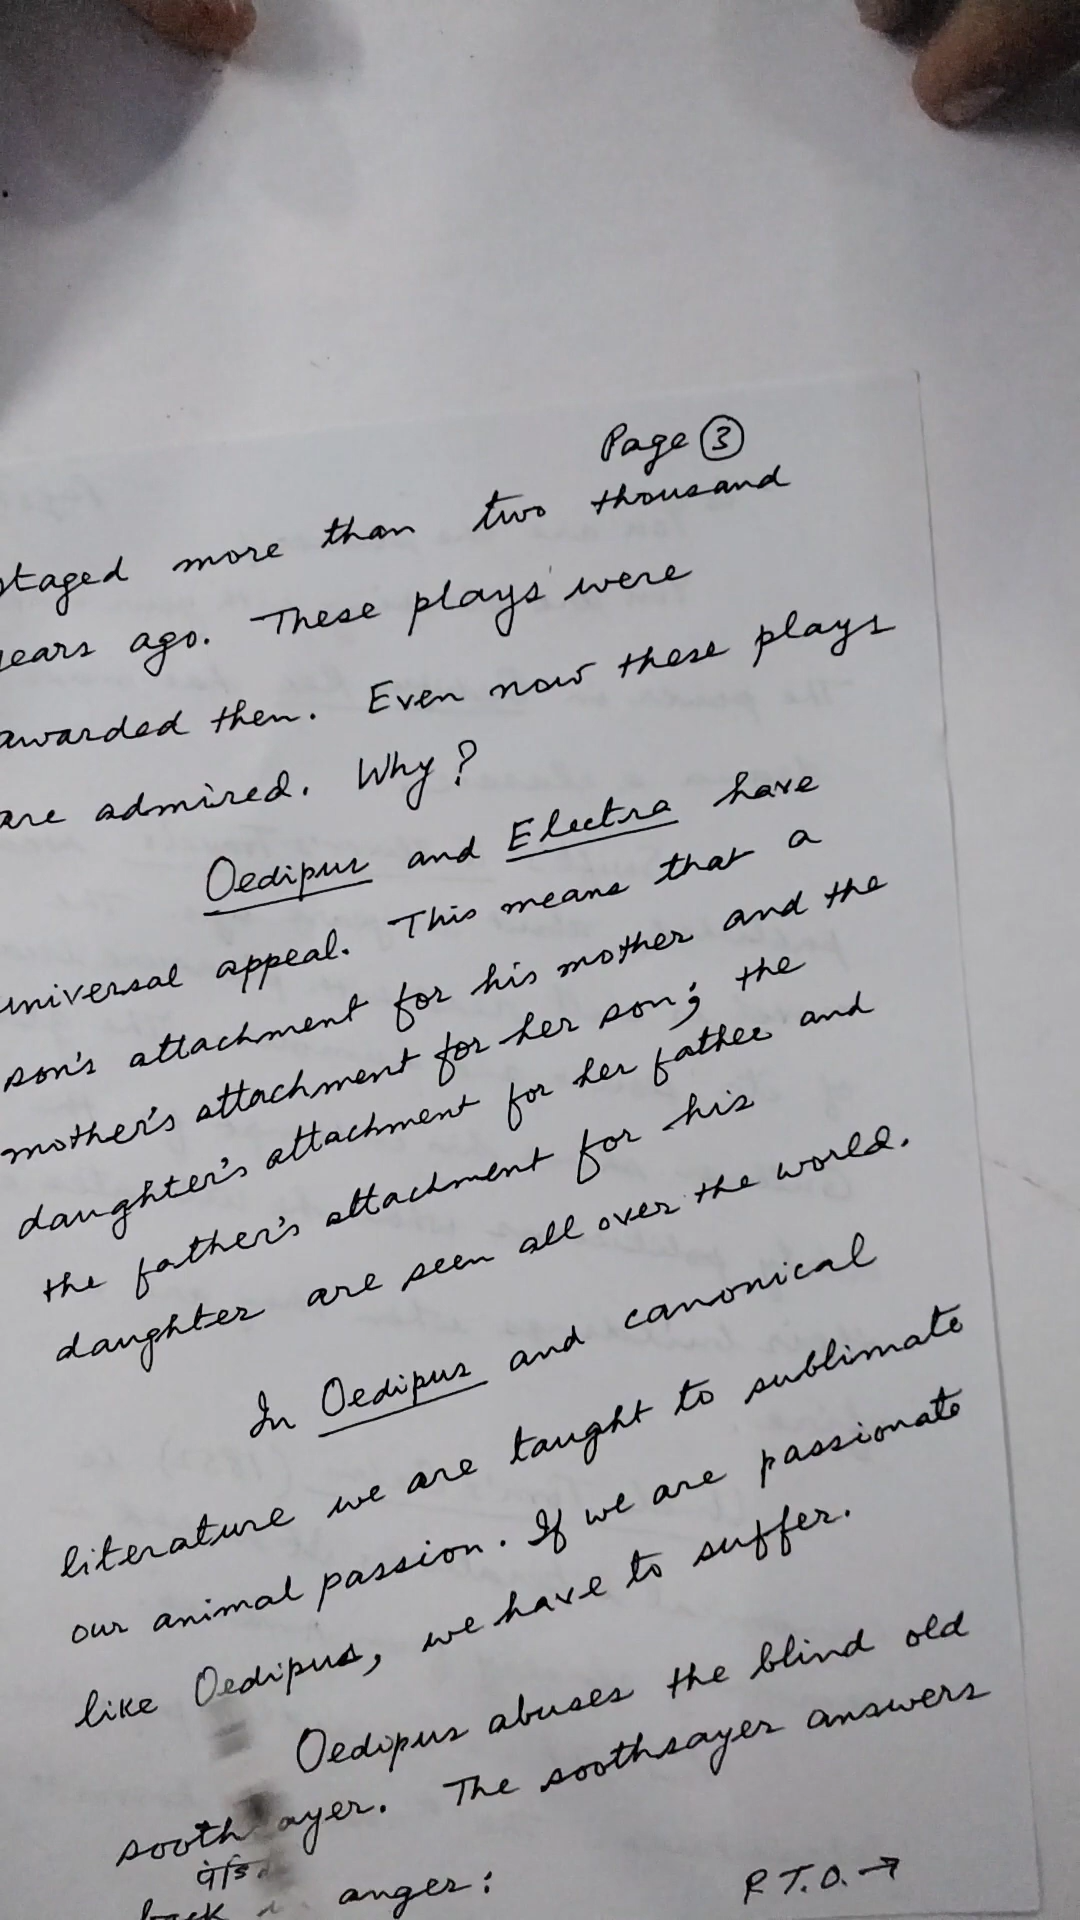 Page 3
staged more than two thousand
years ago. These plays were
awarded then. Even now these plays
are admired. Why?
Oedipus and Electra have
universal appeal. This means that a
son's attachment for his mother and the
mother's attachment for her son; the
daughter's attachment for her father and
the father's attachment for his
daughter are seen all over the world.
In Oedipus and canonical
literature we are taught to sublimate
our animal passion. If we are passionate
like Oedipus, we have to suffer.
Oedipus abuses the blind old
soothsayer. The soothsayer answers
back in anger:
P.T.O. →